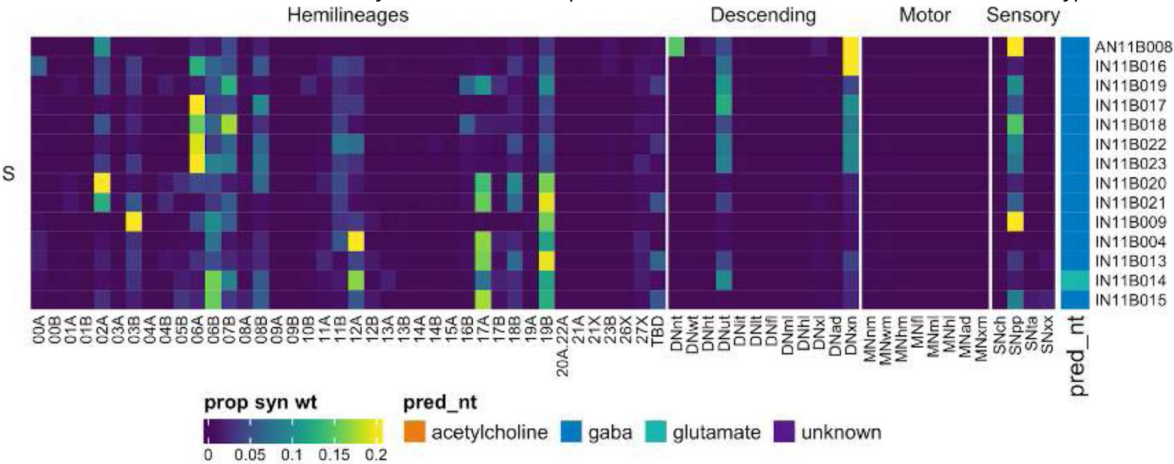 Hemilineages Descending Motor Sensory
AN11B008
IN11B016
IN11B019
IN11B017
IN11B018
IN11B022
IN11B023
S
IN11B020
IN11B021
IN11B009
IN11B004
IN11B013
IN11B014
IN11B015
00A 00B 01A 01B 02A 03A 03B 04A 04B 05B 06A 06B 07B 08A 08B 09A 09B 10B 11A 11B 12A 12B 13A 13B 14A 14B 15A 16B 17A 17B 18B 19A 19B 20A.22A 21A 21X 23B 26X 27X TBD DNnt DNwt DNht DNut DNit DNlt DNfl DNml DNhl DNxl DNad DNxn MNnm MNwm MNhm MNfl MNml MNhl MNad MNxm SNch SNpp SNta SNxx pred_nt
prop syn wt pred_nt
acetylcholine gaba glutamate unknown
0 0.05 0.1 0.15 0.2